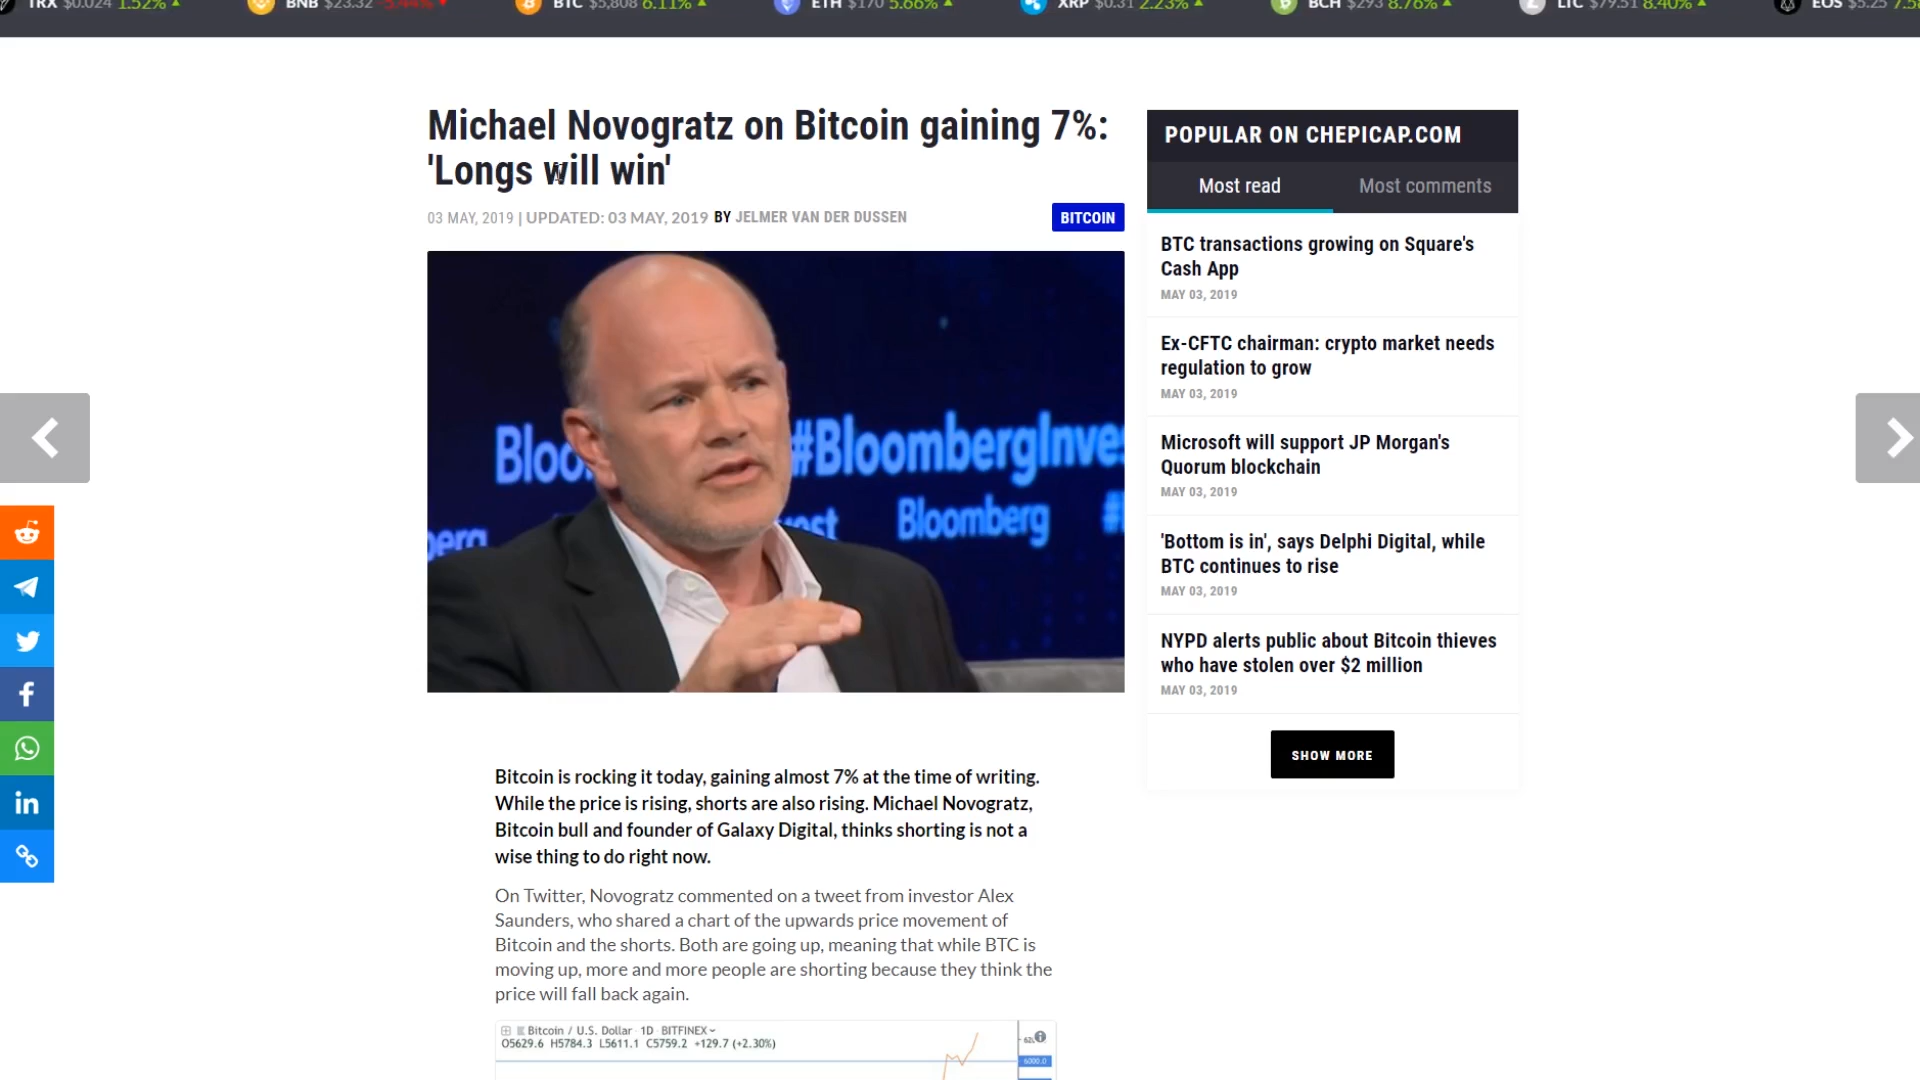 TRX $0.024 1.52%
BNB $23.32 -5.44%
BTC $5,808 6.11%
ETH $170 5.66%
XRP $0.31 2.23%
BCH $293 8.76%
LTC $79.51 8.40%
EOS $5.25
Michael Novogratz on Bitcoin gaining 7%:
'Longs will win'
03 MAY, 2019 | UPDATED: 03 MAY, 2019 BY JELMER VAN DER DUSSEN
BITCOIN
Bloo
#BloombergInves
berg
vest
Bloomberg
#
Bitcoin is rocking it today, gaining almost 7% at the time of writing.
While the price is rising, shorts are also rising. Michael Novogratz,
Bitcoin bull and founder of Galaxy Digital, thinks shorting is not a
wise thing to do right now.
On Twitter, Novogratz commented on a tweet from investor Alex
Saunders, who shared a chart of the upwards price movement of
Bitcoin and the shorts. Both are going up, meaning that while BTC is
moving up, more and more people are shorting because they think the
price will fall back again.
Bitcoin / U.S. Dollar · 1D · BITFINEX
O5629.6 H5784.3 L5611.1 C5759.2 +129.7 (+2.30%)
6000.0
POPULAR ON CHEPICAP.COM
Most read
Most comments
BTC transactions growing on Square's
Cash App
MAY 03, 2019
Ex-CFTC chairman: crypto market needs
regulation to grow
MAY 03, 2019
Microsoft will support JP Morgan's
Quorum blockchain
MAY 03, 2019
'Bottom is in', says Delphi Digital, while
BTC continues to rise
MAY 03, 2019
NYPD alerts public about Bitcoin thieves
who have stolen over $2 million
MAY 03, 2019
SHOW MORE